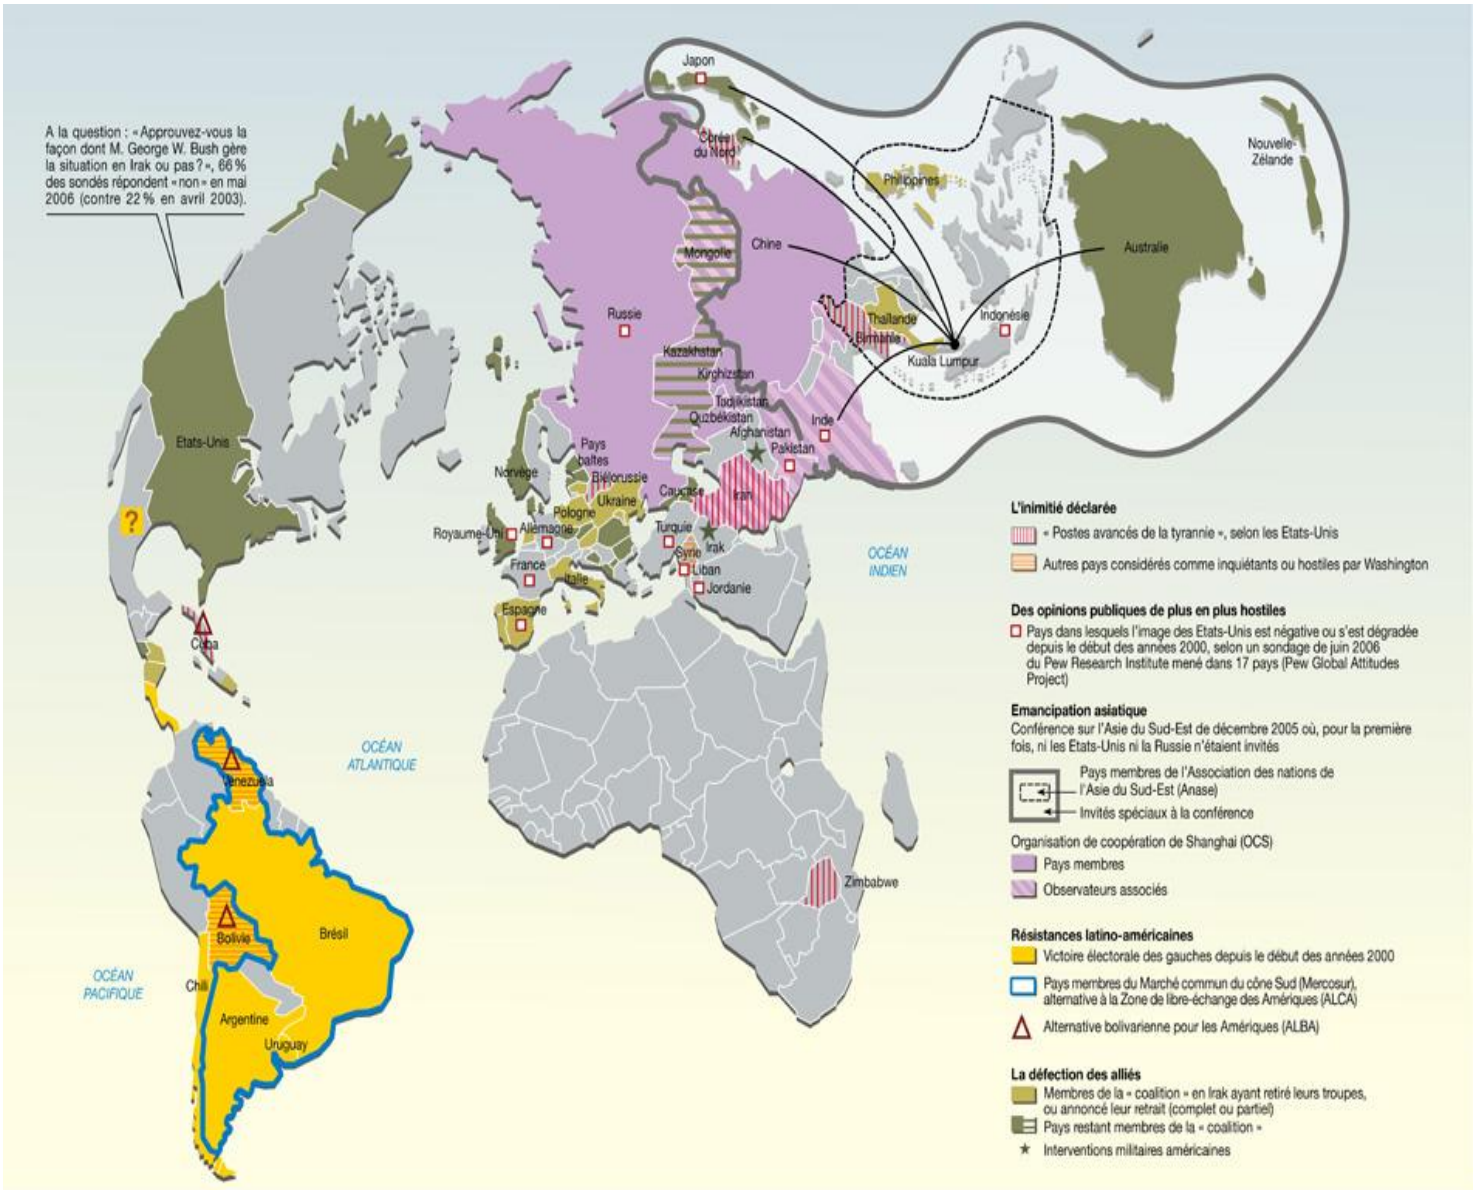 A la question : « Approuvez-vous la
façon dont M. George W. Bush gère
la situation en Irak ou pas ? », 66 %
des sondés répondent « non » en mai
2006 (contre 22 % en avril 2003).
Japon
Corée
du Nord
Nouvelle-
Zélande
Philippines
Mongolie
Chine
Australie
Russie
Thaïlande
Indonésie
Birmanie
Kuala Lumpur
Kazakhstan
Kirghizstan
Tadjikistan
Ouzbékistan
Afghanistan
Inde
Pakistan
Etats-Unis
Pays
baltes
Norvège
Biélorussie
Iran
Caucase
Ukraine
Pologne
?
Royaume-Uni
Allemagne
Turquie
Irak
Syrie
France
Liban
Italie
Jordanie
Espagne
OCÉAN
INDIEN
Cuba
OCÉAN
ATLANTIQUE
Venezuela
Zimbabwe
Bolivie
Brésil
OCÉAN
PACIFIQUE
Chili
Argentine
Uruguay
L'inimitié déclarée
« Postes avancés de la tyrannie », selon les Etats-Unis
Autres pays considérés comme inquiétants ou hostiles par Washington
Des opinions publiques de plus en plus hostiles
Pays dans lesquels l'image des Etats-Unis est négative ou s'est dégradée
depuis le début des années 2000, selon un sondage de juin 2006
du Pew Research Institute mené dans 17 pays (Pew Global Attitudes
Project)
Emancipation asiatique
Conférence sur l'Asie du Sud-Est de décembre 2005 où, pour la première
fois, ni les Etats-Unis ni la Russie n'étaient invités
Pays membres de l'Association des nations de
l'Asie du Sud-Est (Anase)
Invités spéciaux à la conférence
Organisation de coopération de Shanghaï (OCS)
Pays membres
Observateurs associés
Résistances latino-américaines
Victoire électorale des gauches depuis le début des années 2000
Pays membres du Marché commun du cône Sud (Mercosur),
alternative à la Zone de libre-échange des Amériques (ALCA)
Alternative bolivarienne pour les Amériques (ALBA)
La défection des alliés
Membres de la « coalition » en Irak ayant retiré leurs troupes,
ou annoncé leur retrait (complet ou partiel)
Pays restant membres de la « coalition »
Interventions militaires américaines